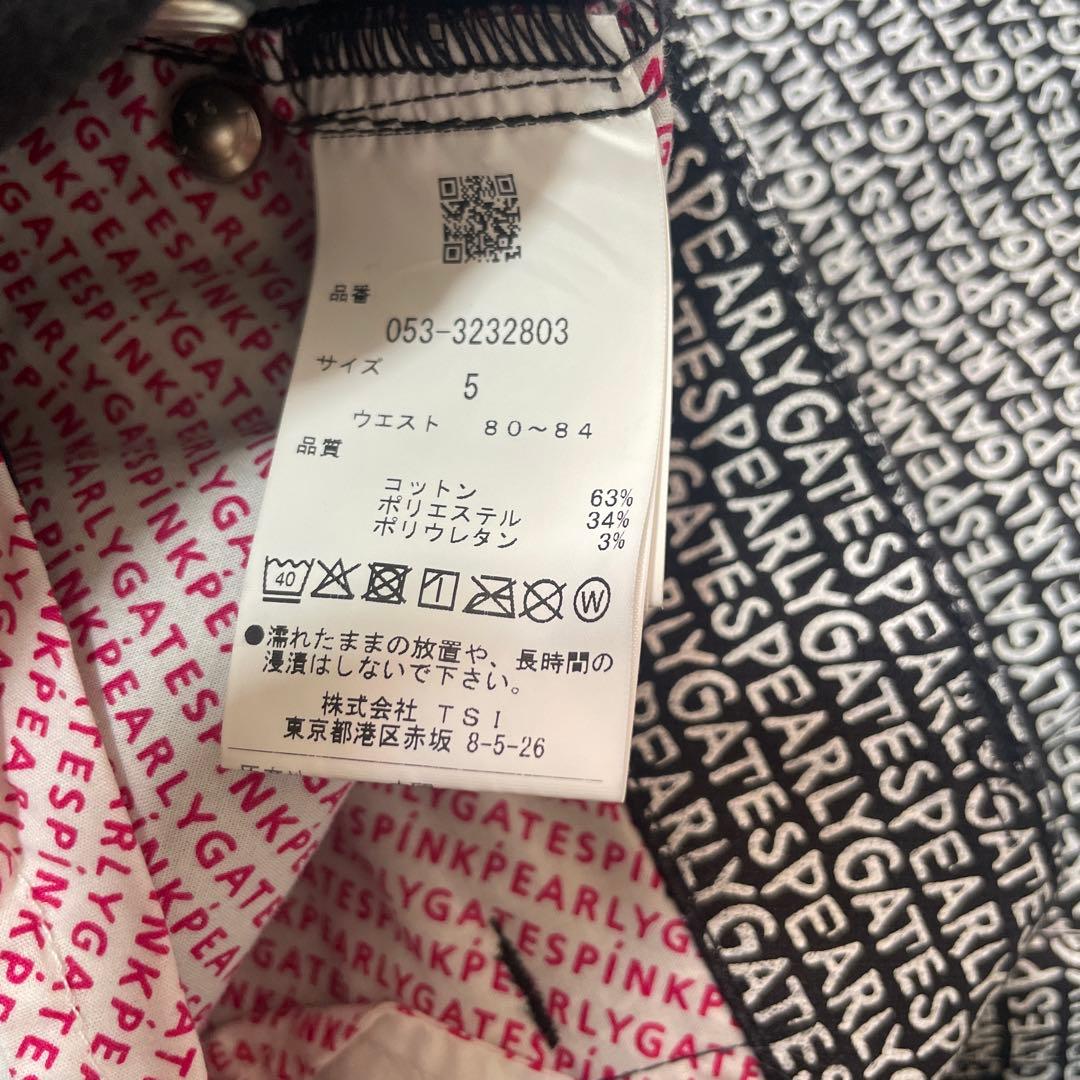 品番
053-3232803
サイズ
5
ウエスト 80〜84
品質
コットン 63%
ポリエステル 34%
ポリウレタン 3%
40
W
●濡れたままの放置や、長時間の
浸漬はしないで下さい。
株式会社 TSI
東京都港区赤坂 8-5-26
PEARLYGATES
PEARLYGATES
PEARLYGATES
PINKPEARLYGATES
PINKPEARLYGATES